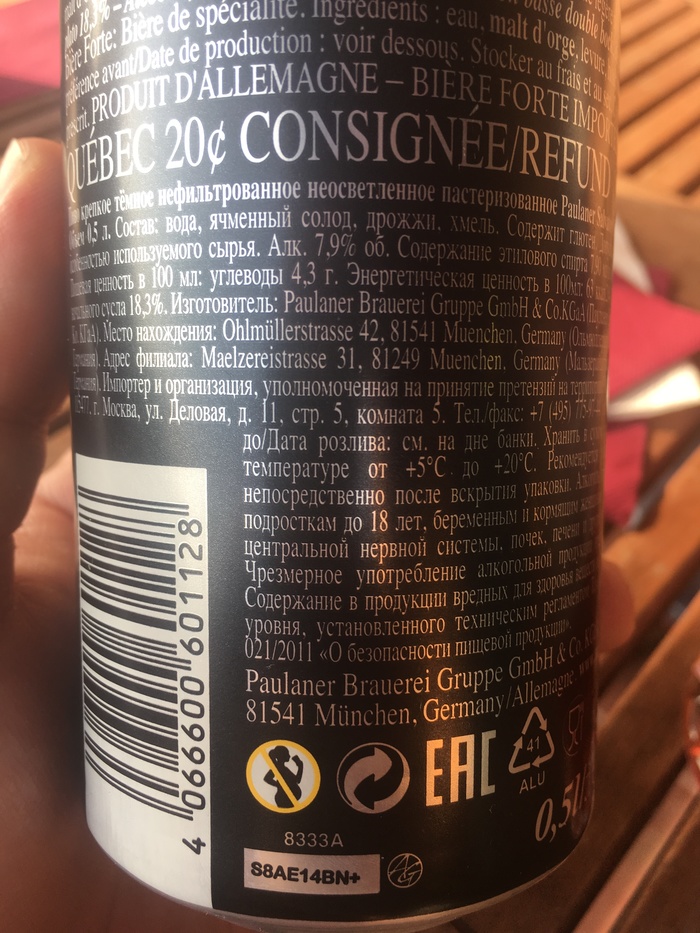 18,3% –
Bière Forte: Bière de spécialité. Ingrédients : eau, malt d'orge, levure,
avant/Date de production : voir dessous. Stocker au frais et au
PRODUIT D'ALLEMAGNE – BIÈRE FORTE
QUÉBEC 20¢ CONSIGNÉE/REFUND
крепкое тёмное нефильтрованное неосветленное пастеризованное Paulaner
0,5 л. Состав: вода, ячменный солод, дрожжи, хмель. Содержит глютен
используемого сырья. Алк. 7,9% об. Содержание этилового спирта
ценность в 100 мл: углеводы 4,3 г. Энергетическая ценность в 100мл:
сусла 18,3%. Изготовитель: Paulaner Brauerei Gruppe GmbH & Co.KGaA
Место нахождения: Ohlmüllerstrasse 42, 81541 Muenchen, Germany
Адрес филиала: Maelzereistrasse 31, 81249 Muenchen, Germany
Импортер и организация, уполномоченная на принятие претензий на
г. Москва, ул. Деловая, д. 11, стр. 5, комната 5. Тел./факс: +7 (495)
до/Дата розлива: см. на дне банки. Хранить в
температуре от +5°C до +20°C.
непосредственно после вскрытия упаковки.
подросткам до 18 лет, беременным и кормящим
центральной нервной системы, почек, печени
Чрезмерное употребление алкогольной
Содержание в продукции вредных для здоровья
уровня, установленного техническим
021/2011 «О безопасности пищевой продукции».
Paulaner Brauerei Gruppe GmbH & Co. KG
81541 München, Germany/Allemagne
4 066600 601128
EAC
41
ALU
0,5l
8333A
S8AE14BN+